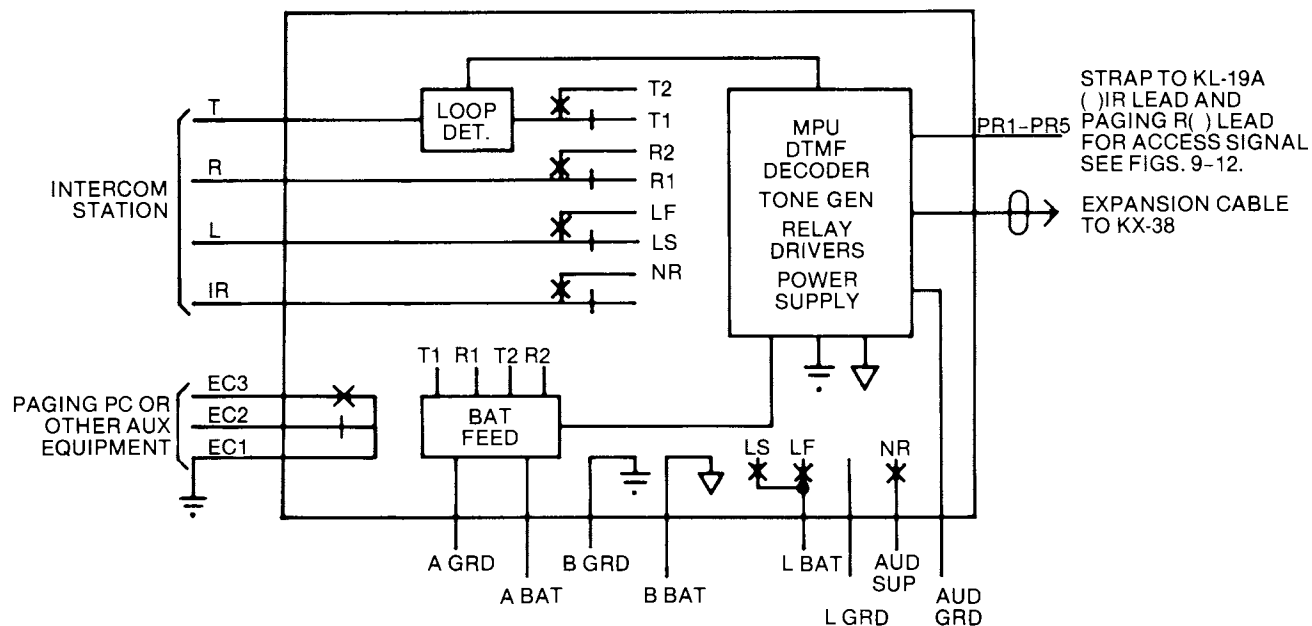 T
R
L
IR
INTERCOM
STATION
LOOP
DET.
T2
T1
R2
R1
LF
LS
NR
MPU
DTMF
DECODER
TONE GEN
RELAY
DRIVERS
POWER
SUPPLY
PR1-PR5
STRAP TO KL-19A
( )IR LEAD AND
PAGING R( ) LEAD
FOR ACCESS SIGNAL
SEE FIGS. 9-12.
EXPANSION CABLE
TO KX-38
PAGING PC OR
OTHER AUX
EQUIPMENT
EC3
EC2
EC1
T1 R1 T2 R2
BAT
FEED
LS LF NR
A GRD
A BAT
B GRD
B BAT
L BAT
L GRD
AUD
SUP
AUD
GRD